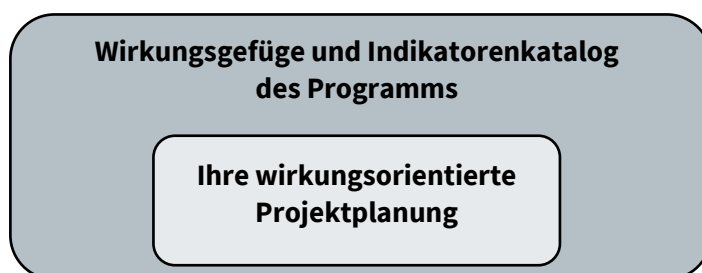 Wirkungsgefüge und Indikatorenkatalog
des Programms
Ihre wirkungsorientierte
Projektplanung